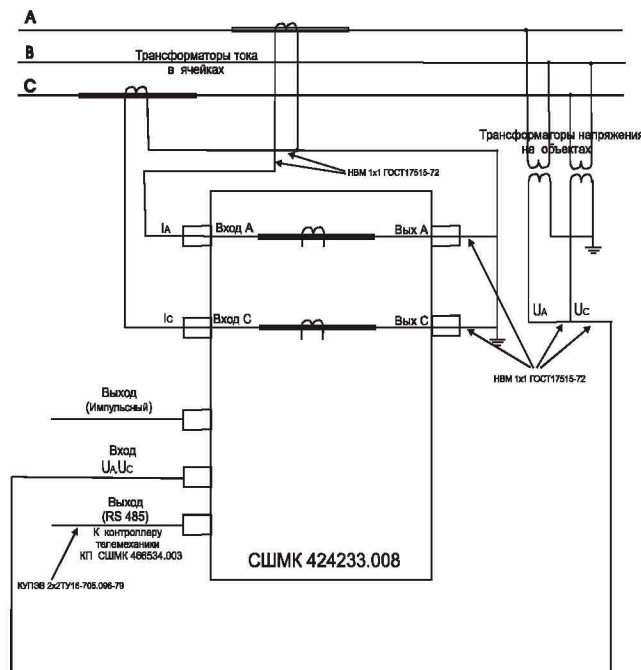 A
B
C
Трансформаторы тока
в ячейках
Трансформаторы напряжения
на объектах
НВМ 1х1 ГОСТ17515-72
IA
Вход А
Вых А
IC
Вход С
Вых С
UA
UC
НВМ 1х1 ГОСТ17515-72
Выход
(Импульсный)
Вход
UA,UC
Выход
(RS 485)
К контроллеру
телемеханики
КП СШМК 466534.003
КУПЭВ 2х2ТУ16-705.096-79
СШМК 424233.008